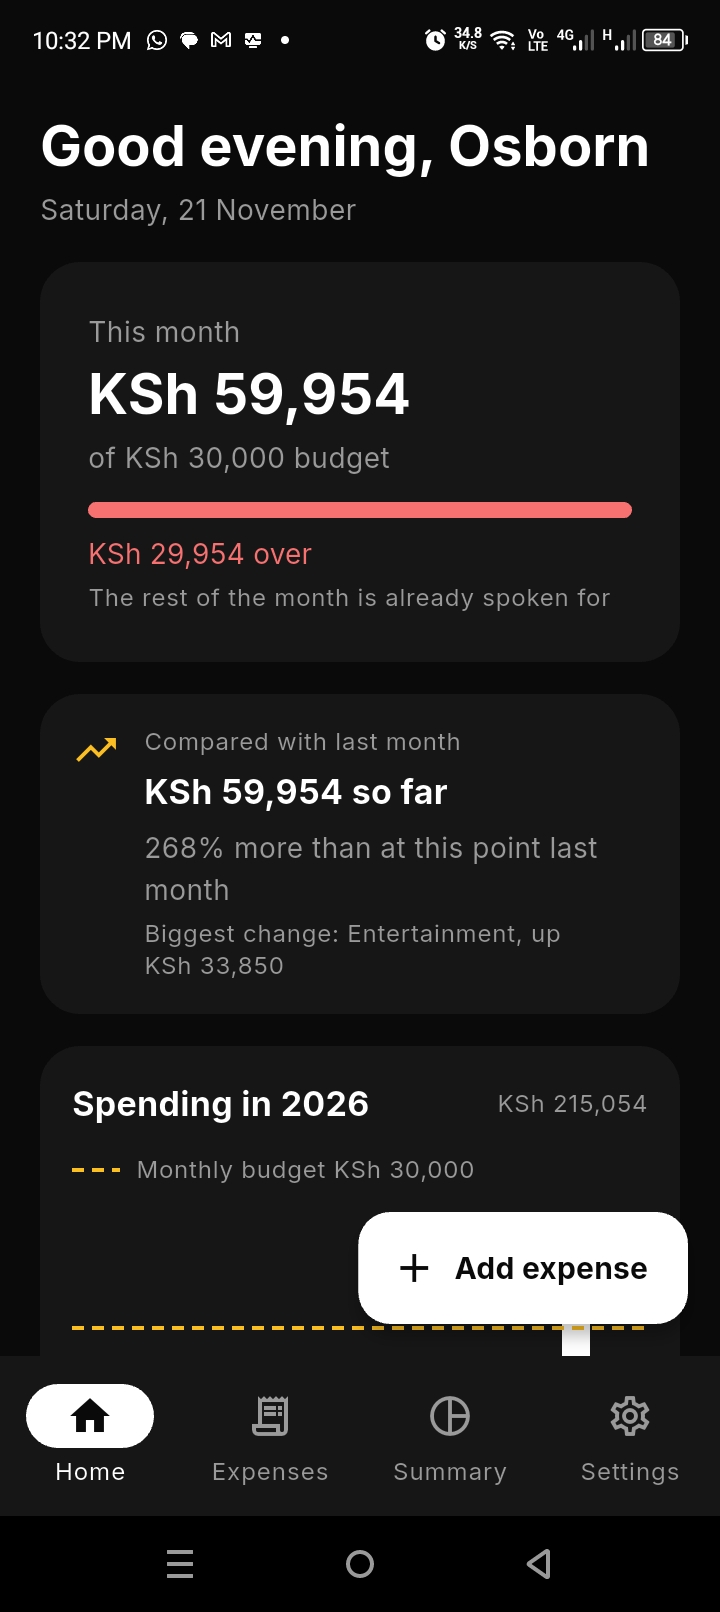 10:32 PM
34.8
K/S
Vo
LTE
4G
H
84
Good evening, Osborn
Saturday, 21 November
This month
KSh 59,954
of KSh 30,000 budget
KSh 29,954 over
The rest of the month is already spoken for
Compared with last month
KSh 59,954 so far
268% more than at this point last
month
Biggest change: Entertainment, up
KSh 33,850
Spending in 2026
KSh 215,054
Monthly budget KSh 30,000
Add expense
Home
Expenses
Summary
Settings